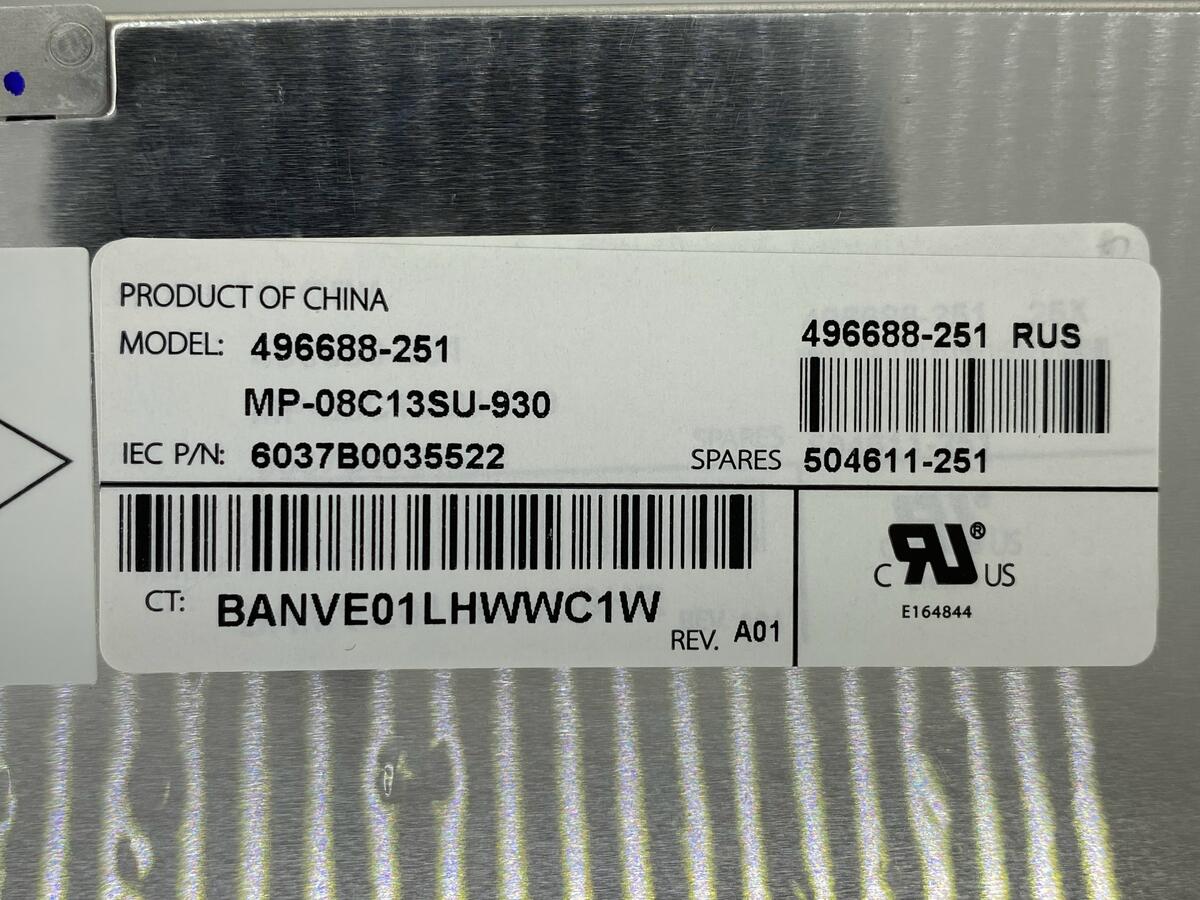 PRODUCT OF CHINA
MODEL: 496688-251
MP-08C13SU-930
IEC P/N: 6037B0035522
496688-251 RUS
SPARES 504611-251
CT: BANVE01LHWWC1W
REV. A01
C RU® US
E164844